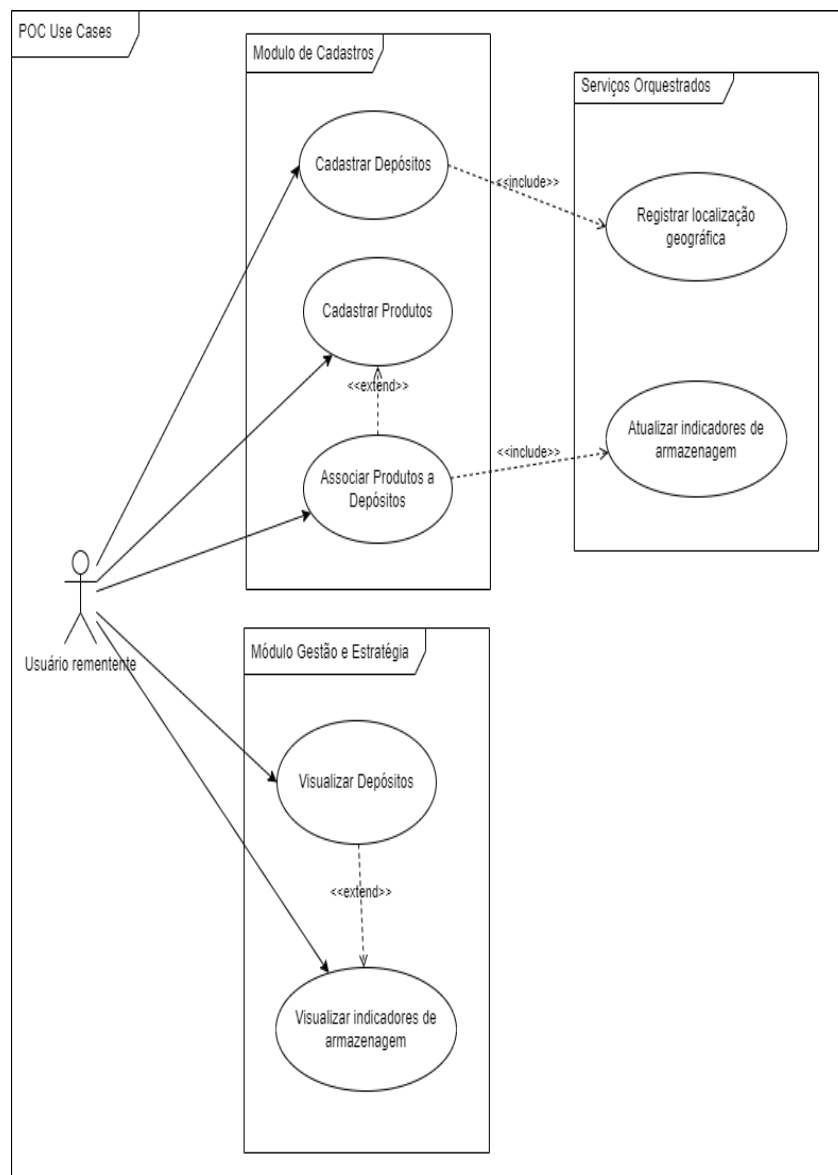 POC Use Cases
Modulo de Cadastros
Serviços Orquestrados
Cadastrar Depósitos
<<include>>
Registrar localização
geográfica
Cadastrar Produtos
<<extend>>
Associar Produtos a
Depósitos
<<include>>
Atualizar indicadores de
armazenagem
Usuário rementente
Módulo Gestão e Estratégia
Visualizar Depósitos
<<extend>>
Visualizar indicadores de
armazenagem